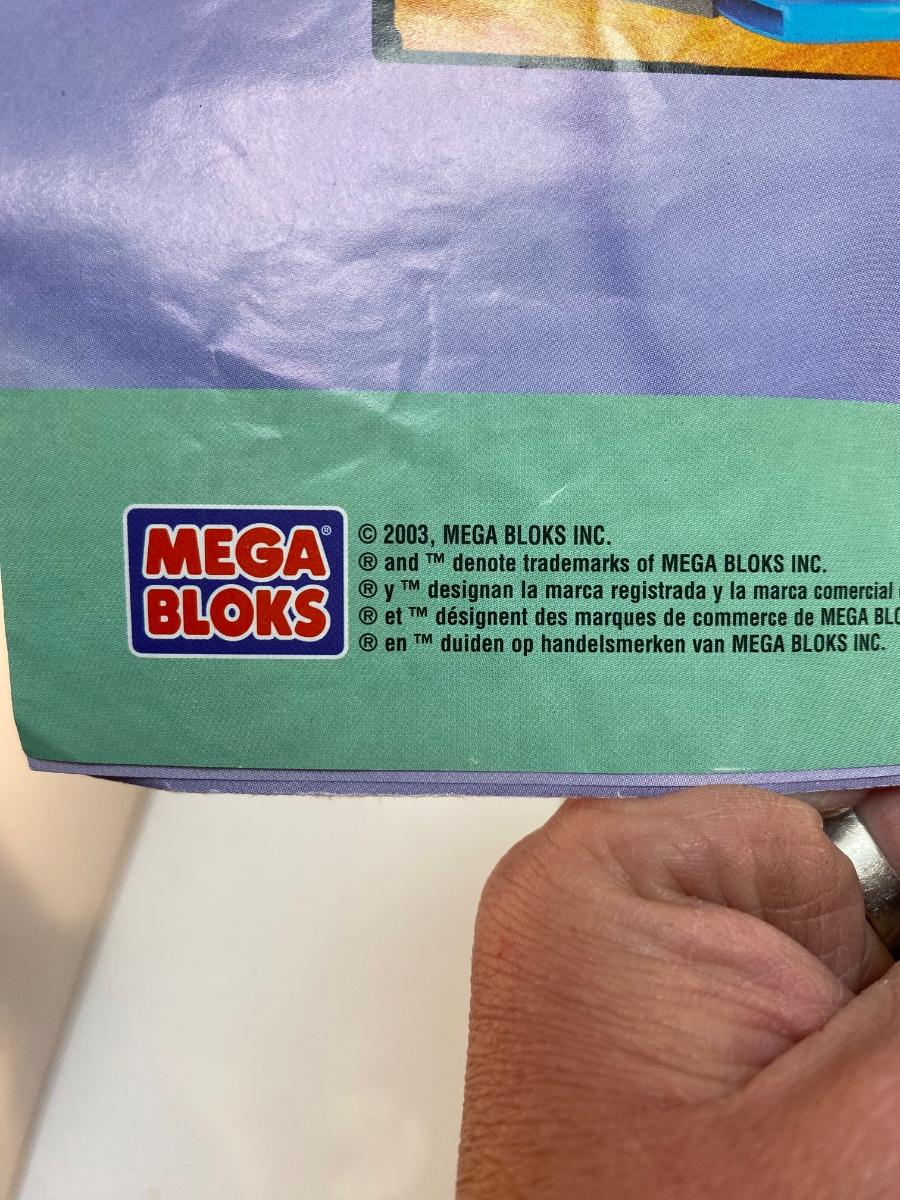 MEGA®
BLOKS
© 2003, MEGA BLOKS INC.
® and ™ denote trademarks of MEGA BLOKS INC.
® y ™ designan la marca registrada y la marca comercial
® et ™ désignent des marques de commerce de MEGA
® en ™ duiden op handelsmerken van MEGA BLOKS INC.